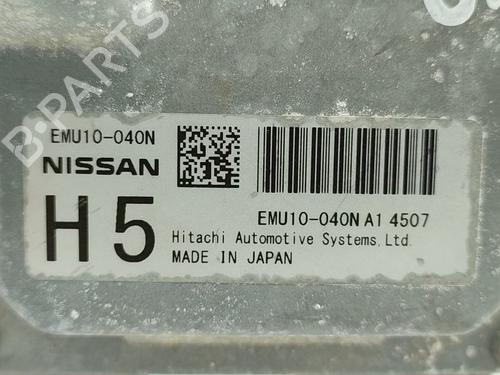 B-PARTS
EMU10-040N
NISSAN
H5
EMU10-040N A1 4507
Hitachi Automotive Systems,Ltd.
MADE IN JAPAN